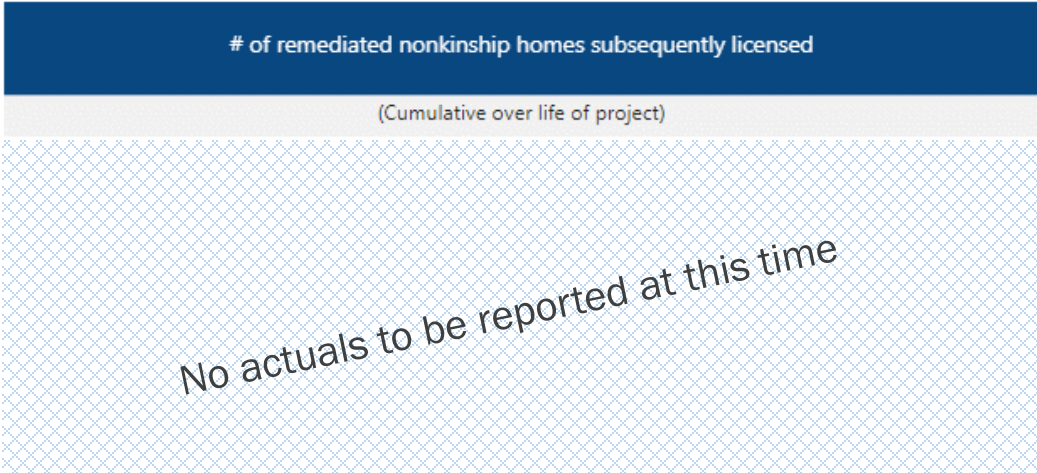 # of remediated nonkinship homes subsequently licensed
(Cumulative over life of project)
No actuals to be reported at this time